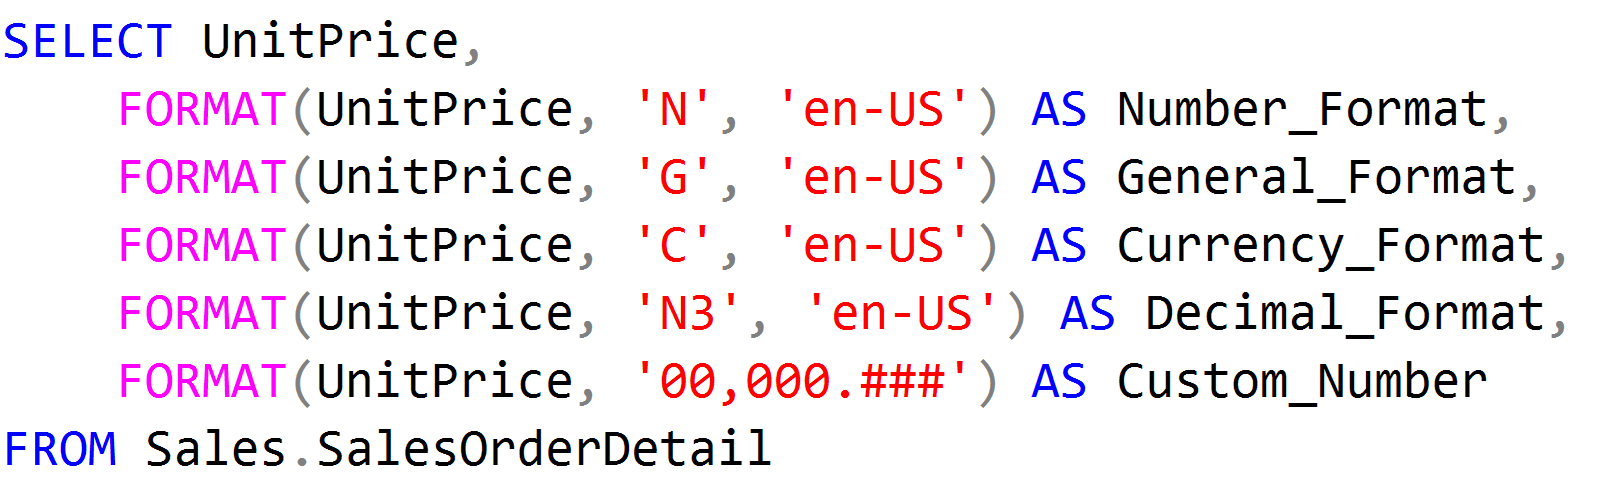 SELECT UnitPrice,
FORMAT(UnitPrice, 'N', 'en-US') AS Number_Format,
FORMAT(UnitPrice, 'G', 'en-US') AS General_Format,
FORMAT(UnitPrice, 'C', 'en-US') AS Currency_Format,
FORMAT(UnitPrice, 'N3', 'en-US') AS Decimal_Format,
FORMAT(UnitPrice, '00,000.###') AS Custom_Number
FROM Sales.SalesOrderDetail